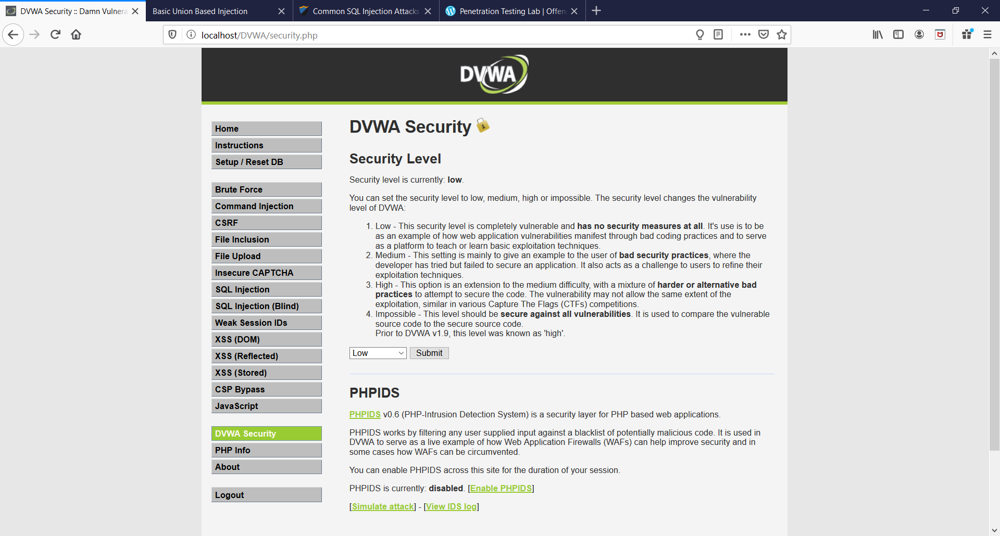 DVWA Security :: Damn Vulnera
Basic Union Based Injection
Common SQL Injection Attacks
Penetration Testing Lab | Offen
localhost/DVWA/security.php
DVWA
Home
Instructions
Setup / Reset DB
Brute Force
Command Injection
CSRF
File Inclusion
File Upload
Insecure CAPTCHA
SQL Injection
SQL Injection (Blind)
Weak Session IDs
XSS (DOM)
XSS (Reflected)
XSS (Stored)
CSP Bypass
JavaScript
DVWA Security
PHP Info
About
Logout
DVWA Security
Security Level
Security level is currently: low.
You can set the security level to low, medium, high or impossible. The security level changes the vulnerability
level of DVWA:
1. Low - This security level is completely vulnerable and has no security measures at all. It's use is to be
as an example of how web application vulnerabilities manifest through bad coding practices and to serve
as a platform to teach or learn basic exploitation techniques.
2. Medium - This setting is mainly to give an example to the user of bad security practices, where the
developer has tried but failed to secure an application. It also acts as a challenge to users to refine their
exploitation techniques.
3. High - This option is an extension to the medium difficulty, with a mixture of harder or alternative bad
practices to attempt to secure the code. The vulnerability may not allow the same extent of the
exploitation, similar in various Capture The Flags (CTFs) competitions.
4. Impossible - This level should be secure against all vulnerabilities. It is used to compare the vulnerable
source code to the secure source code.
Prior to DVWA v1.9, this level was known as 'high'.
Low Submit
PHPIDS
PHPIDS v0.6 (PHP-Intrusion Detection System) is a security layer for PHP based web applications.
PHPIDS works by filtering any user supplied input against a blacklist of potentially malicious code. It is used in
DVWA to serve as a live example of how Web Application Firewalls (WAFs) can help improve security and in
some cases how WAFs can be circumvented.
You can enable PHPIDS across this site for the duration of your session.
PHPIDS is currently: disabled. [Enable PHPIDS]
[Simulate attack] - [View IDS log]